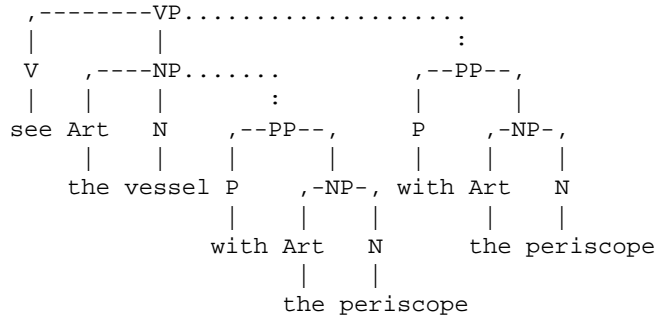 ,--------VP.....................
| | :
V ,----NP....... ,--PP--,
| | | : | |
see Art N ,--PP--, P ,-NP-,
| | | | | | |
the vessel P ,-NP-, with Art N
| | | | |
with Art N the periscope
| |
the periscope